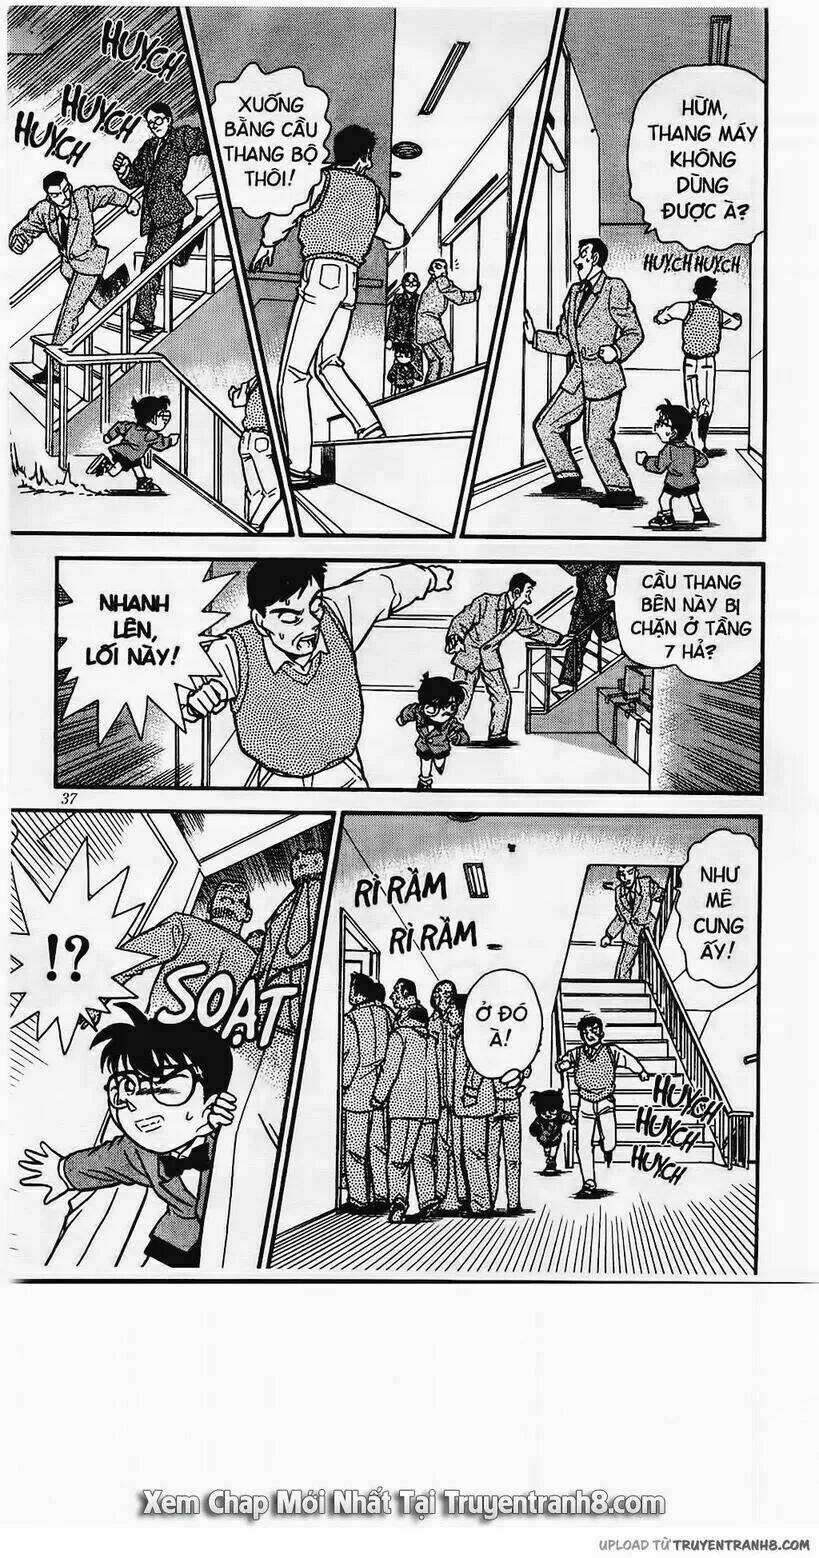 HỪM,
THANG MÁY
KHÔNG
DÙNG
ĐƯỢC À?
HUỴCH HUỴCH
XUỐNG
BẰNG CẦU
THANG BỘ
THÔI!
HUỴCH
HUỴCH
HUỴCH
CẦU THANG
BÊN NÀY BỊ
CHẶN Ở TẦNG
7 HẢ?
NHANH
LÊN,
LỐI NÀY!
37
NHƯ
MÊ
CUNG
ẤY!
RÌ RẦM
RÌ RẦM
Ở ĐÓ
À!
HUỴCH
HUỴCH
HUỴCH
!?
SOẠT
Xem Chap Mới Nhất Tại Truyentranh8.com
UPLOAD TỪ TRUYENTRANH8.COM